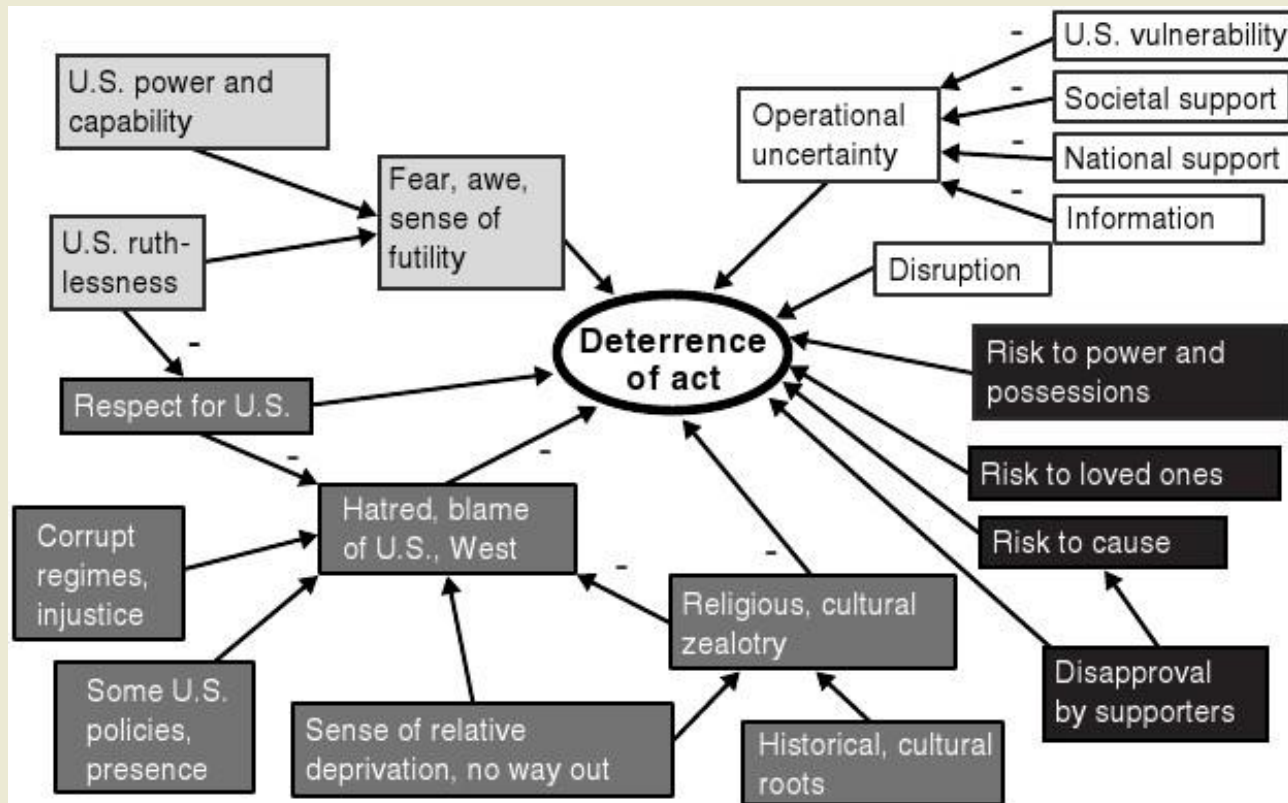 U.S. power and
capability
U.S. ruth-
lessness
Fear, awe,
sense of
futility
Operational
uncertainty
-
U.S. vulnerability
-
Societal support
-
National support
-
Information
Disruption
Deterrence
of act
-
Respect for U.S.
-
Risk to power and
possessions
Risk to loved ones
Risk to cause
Disapproval
by supporters
-
Hatred, blame
of U.S., West
Corrupt
regimes,
injustice
-
-
Religious, cultural
zealotry
Some U.S.
policies,
presence
Sense of relative
deprivation, no way out
Historical, cultural
roots